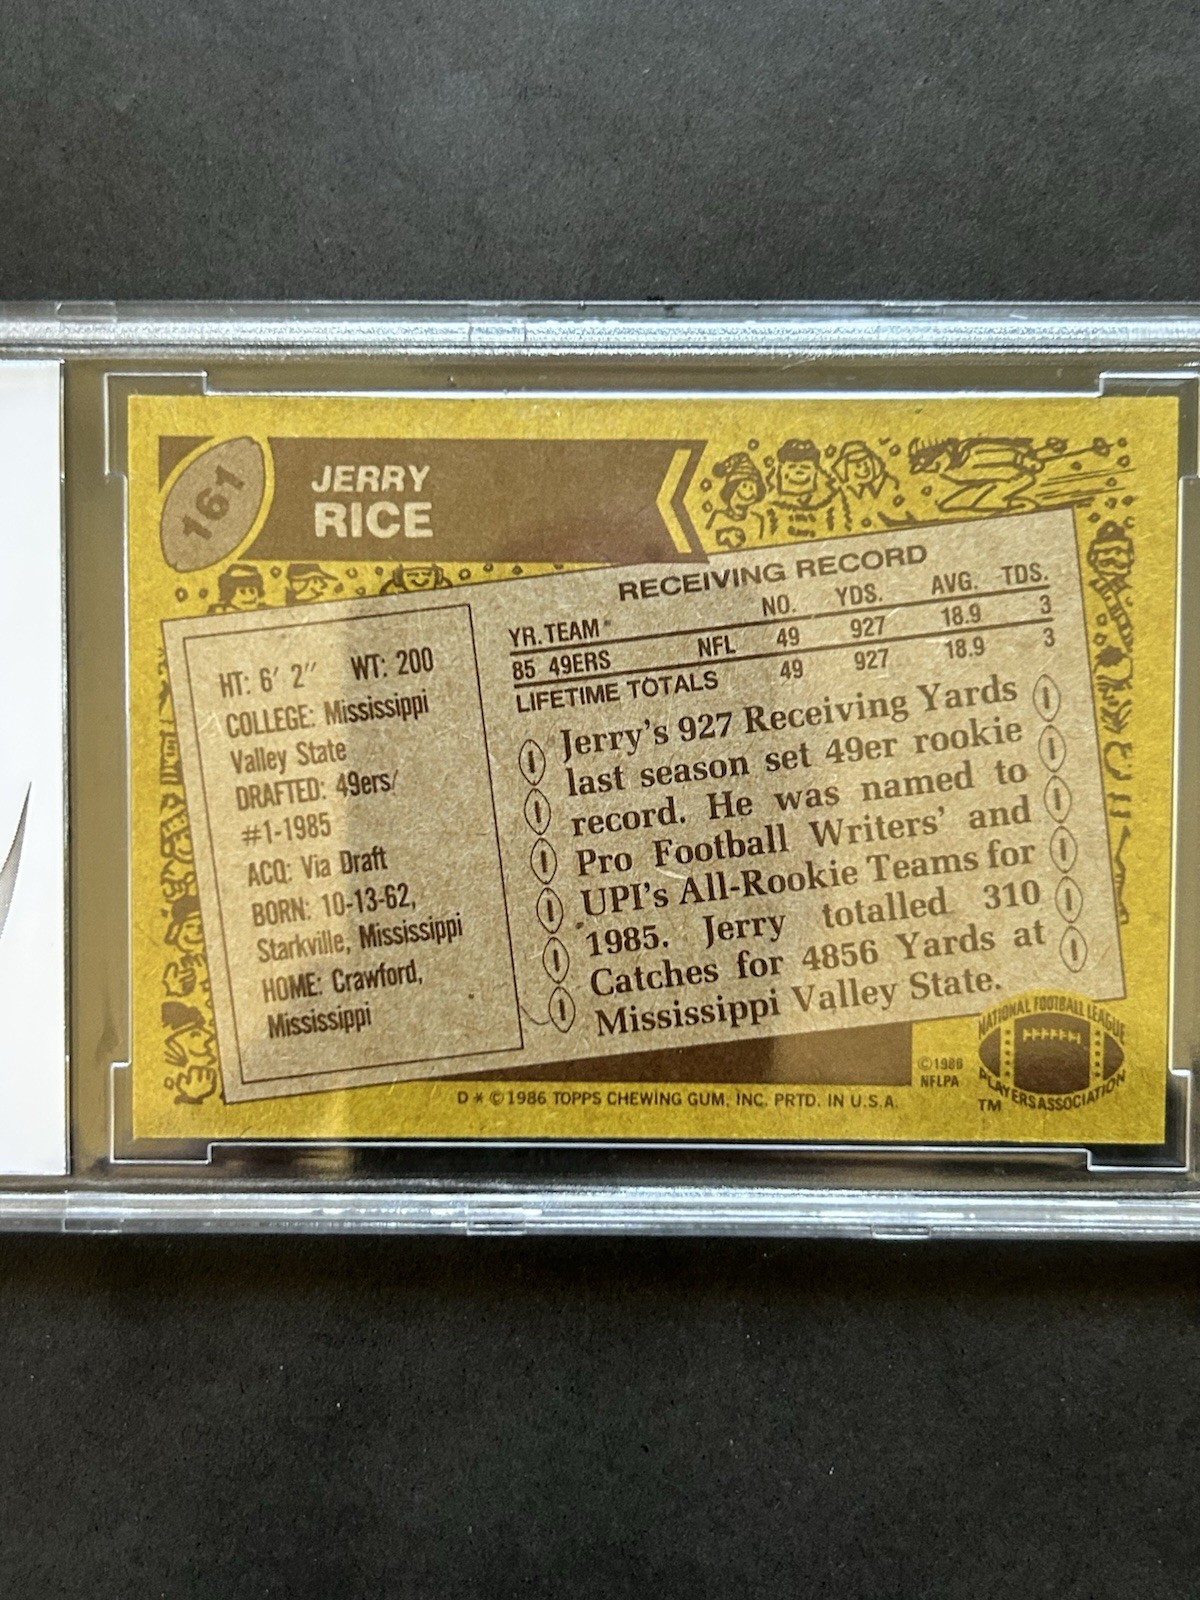 161
JERRY
RICE
HT: 6' 2" WT: 200
COLLEGE: Mississippi
Valley State
DRAFTED: 49ers/
#1-1985
ACQ: Via Draft
BORN: 10-13-62,
Starkville, Mississippi
HOME: Crawford,
Mississippi
RECEIVING RECORD
YR. TEAM NO. YDS. AVG. TDS.
85 49ERS NFL 49 927 18.9 3
LIFETIME TOTALS 49 927 18.9 3
Jerry's 927 Receiving Yards
last season set 49er rookie
record. He was named to
Pro Football Writers' and
UPI's All-Rookie Teams for
1985. Jerry totalled 310
Catches for 4856 Yards at
Mississippi Valley State.
D * © 1986 TOPPS CHEWING GUM, INC. PRTD. IN U.S.A.
© 1986
NFLPA
NATIONAL FOOTBALL LEAGUE
PLAYERS ASSOCIATION
TM